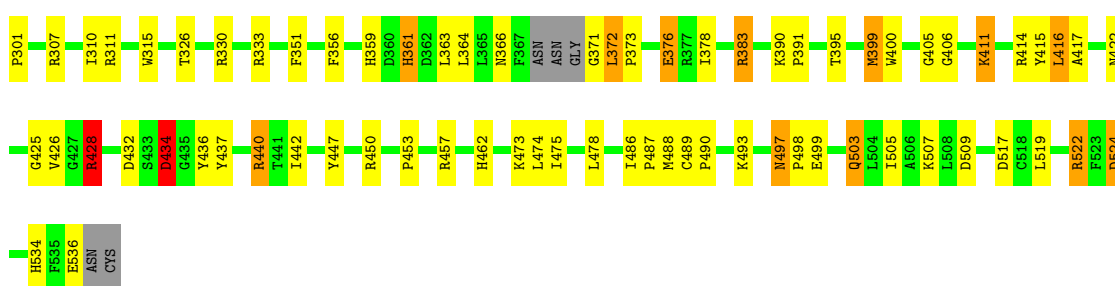 P301 R307 I310 R311 W315 T326 R330 R333 F351 F356 H359 D360 H361 D362 L363 L364 L365 N366 F367 ASN ASN GLY G371 L372 P373 E376 R377 I378 R383 K390 P391 T395 M399 W400 G405 G406 K411 R414 Y415 L416 A417
G425 V426 G427 R428 D432 S433 D434 G435 Y436 Y437 R440 T441 I442 Y447 R450 P453 R457 H462 K473 L474 I475 L478 I486 P487 M488 C489 P490 K493 N497 P498 E499 Q503 L504 I505 A506 K507 L508 D509 D517 C518 L519 R522 F523
H534 F535 E536 ASN CYS